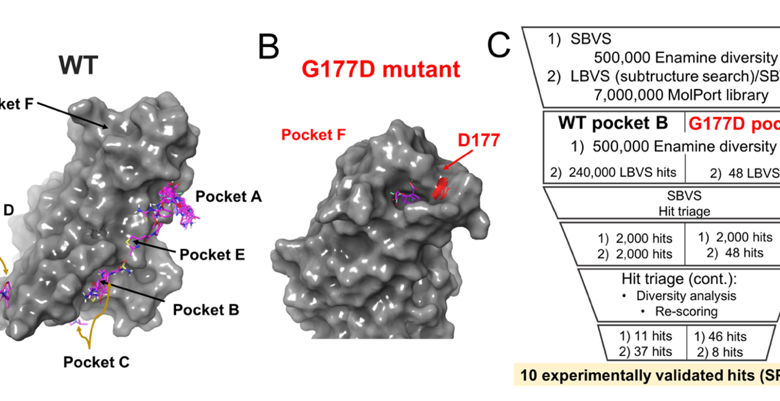 WT
ket F
Pocket A
D
Pocket E
Pocket B
Pocket C
B
G177D mutant
Pocket F
D177
C
1) SBVS
500,000 Enamine diversity
2) LBVS (subtructure search)/SB
7,000,000 MolPort library
WT pocket B G177D poc
1) 500,000 Enamine diversity
2) 240,000 LBVS hits 2) 48 LBVS
SBVS
Hit triage
1) 2,000 hits 1) 2,000 hits
2) 2,000 hits 2) 48 hits
Hit triage (cont.):
• Diversity analysis
• Re-scoring
1) 11 hits 1) 46 hits
2) 37 hits 2) 8 hits
10 experimentally validated hits (SP